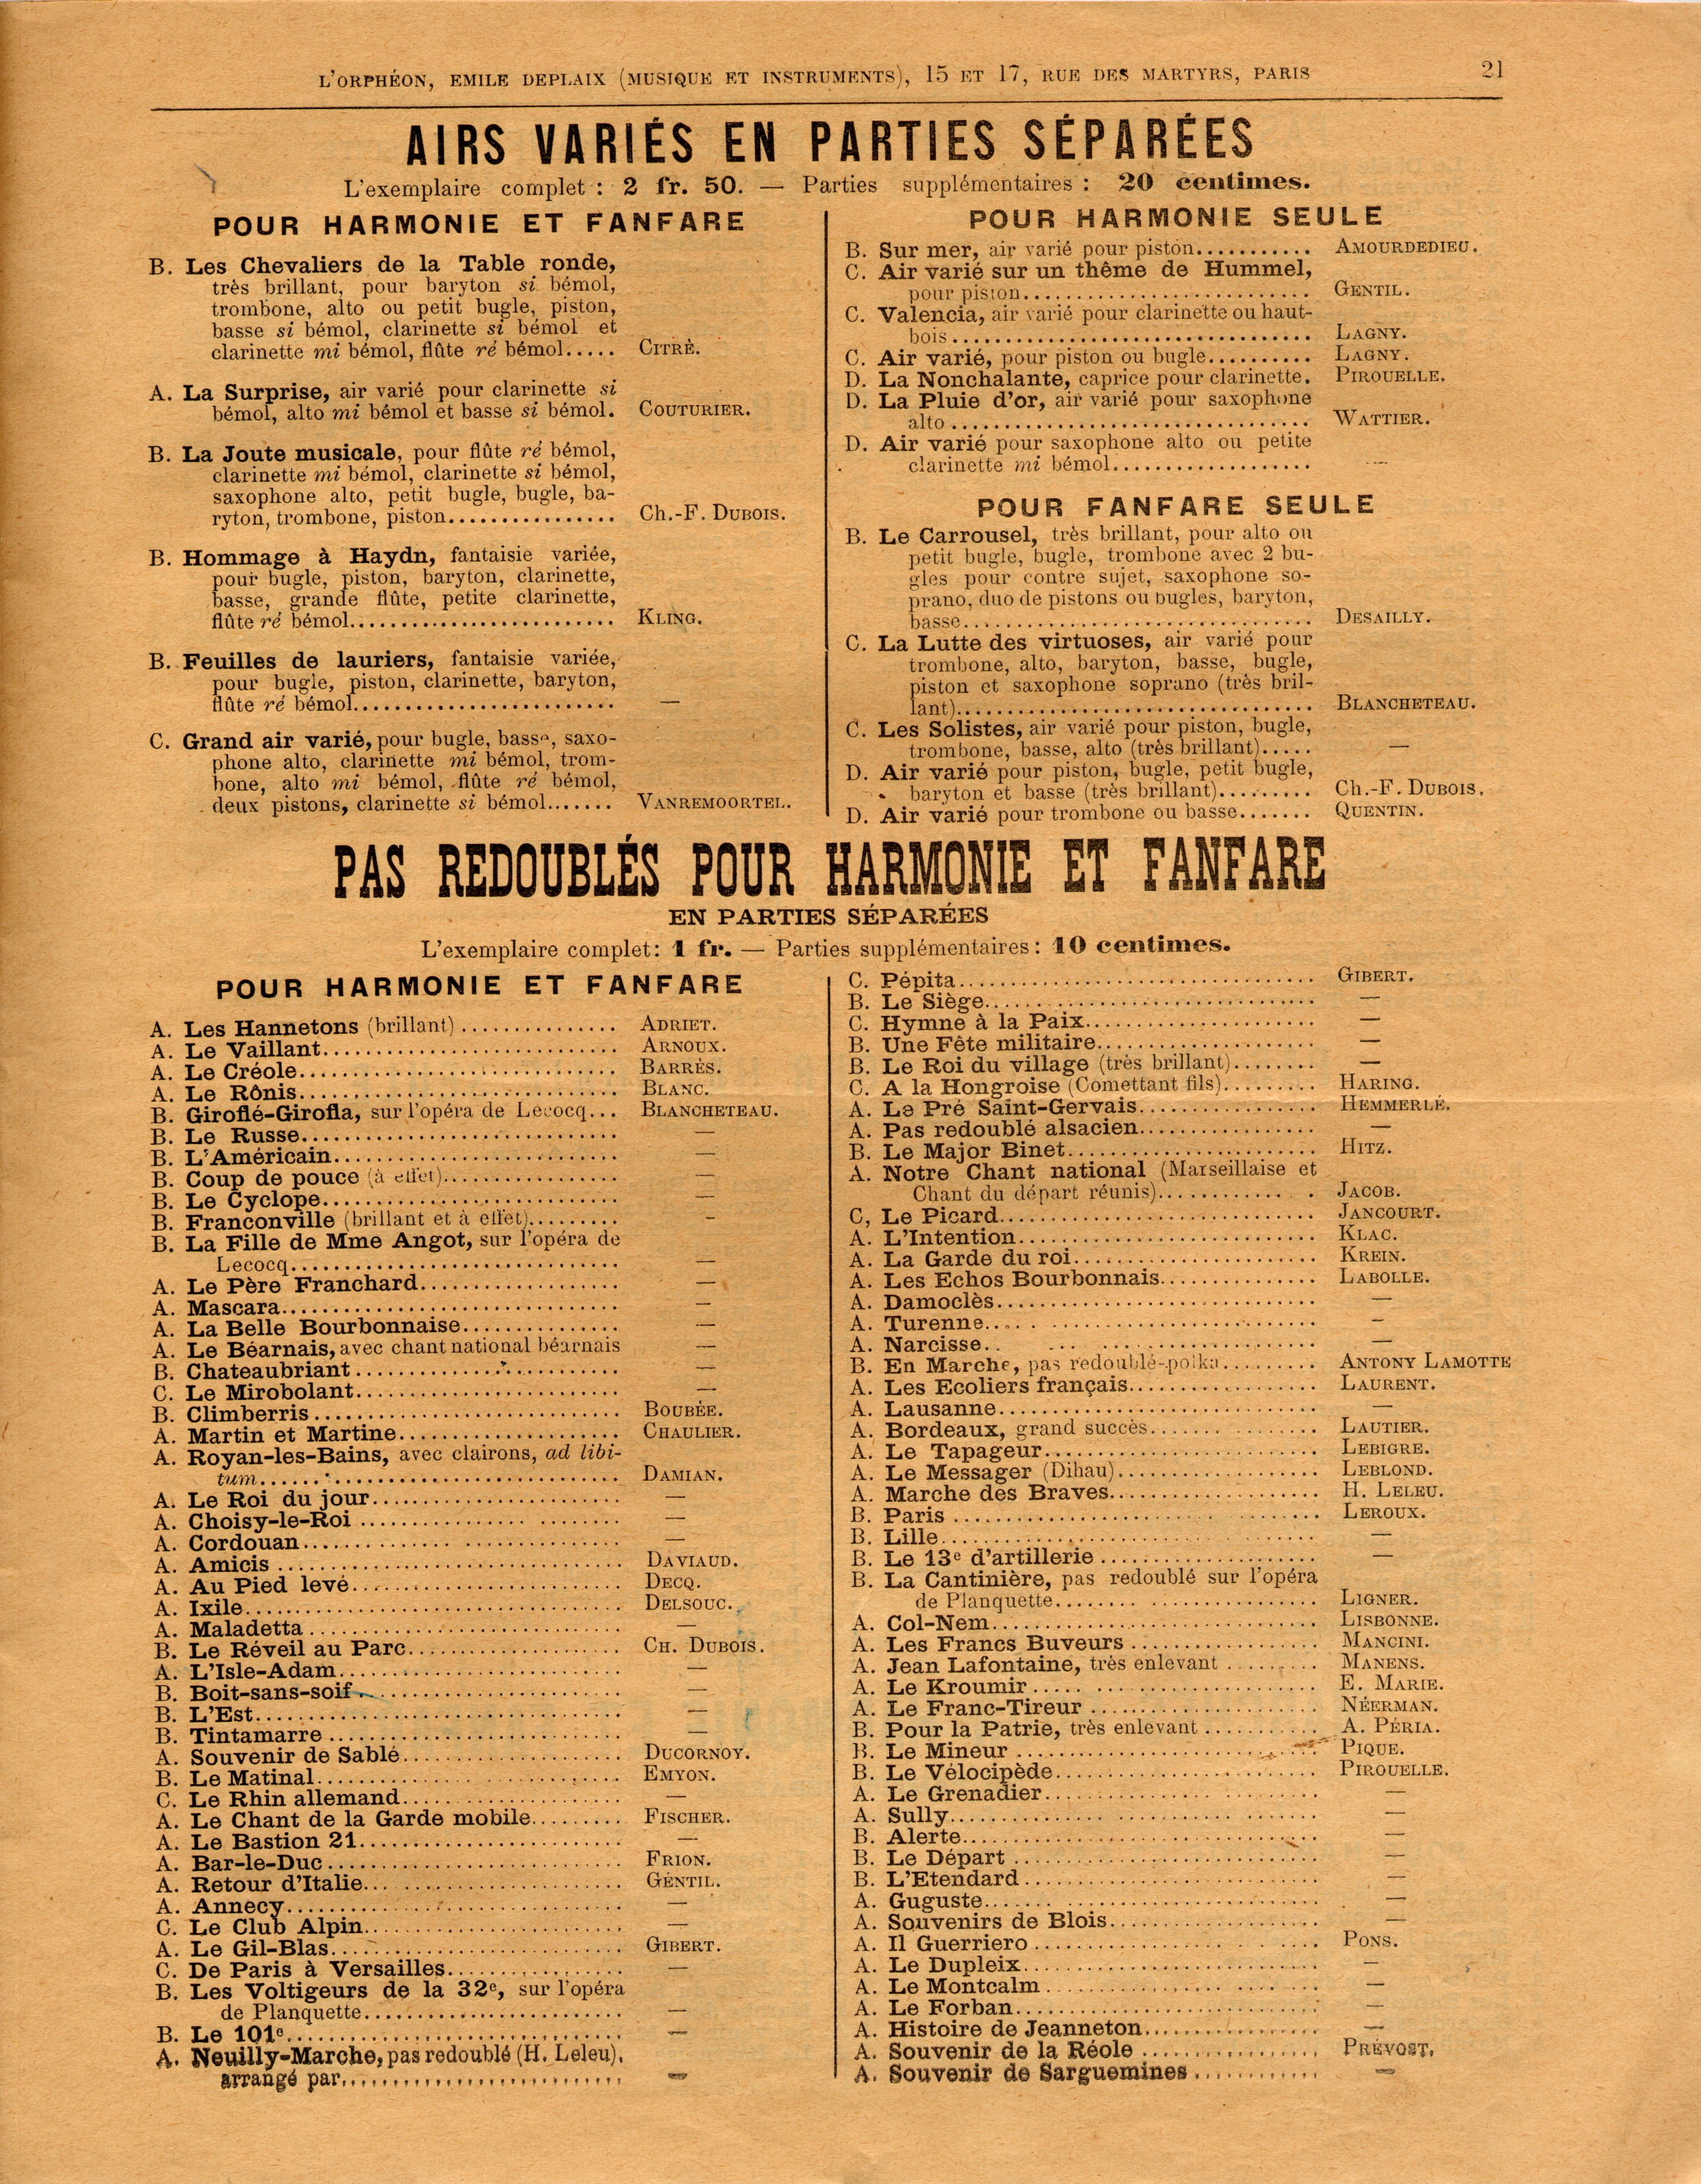 L'ORPHÉON, EMILE DEPLAIX (MUSIQUE ET INSTRUMENTS), 15 ET 17, RUE DES MARTYRS, PARIS 21
AIRS VARIÉS EN PARTIES SÉPARÉES
L'exemplaire complet : 2 fr. 50. — Parties supplémentaires : 20 centimes.
POUR HARMONIE ET FANFARE
B. Les Chevaliers de la Table ronde,
très brillant, pour baryton si bémol,
trombone, alto ou petit bugle, piston,
basse si bémol, clarinette si bémol et
clarinette mi bémol, flûte ré bémol..... CITRÉ.
A. La Surprise, air varié pour clarinette si
bémol, alto mi bémol et basse si bémol. COUTURIER.
B. La Joute musicale, pour flûte ré bémol,
clarinette mi bémol, clarinette si bémol,
saxophone alto, petit bugle, bugle, ba-
ryton, trombone, piston................ Ch.-F. DUBOIS.
B. Hommage à Haydn, fantaisie variée,
pour bugle, piston, baryton, clarinette,
basse, grande flûte, petite clarinette,
flûte ré bémol......................... KLING.
B. Feuilles de lauriers, fantaisie variée,
pour bugle, piston, clarinette, baryton,
flûte ré bémol......................... —
C. Grand air varié, pour bugle, basse, saxo-
phone alto, clarinette mi bémol, trom-
bone, alto mi bémol, flûte ré bémol,
deux pistons, clarinette si bémol....... VANREMOORTEL.
POUR HARMONIE SEULE
B. Sur mer, air varié pour piston........... AMOURDEDIEU.
C. Air varié sur un thême de Hummel,
pour piston............................ GENTIL.
C. Valencia, air varié pour clarinette ou haut-
bois................................... LAGNY.
C. Air varié, pour piston ou bugle.......... LAGNY.
D. La Nonchalante, caprice pour clarinette. PIROUELLE.
D. La Pluie d'or, air varié pour saxophone
alto................................... WATTIER.
D. Air varié pour saxophone alto ou petite
clarinette mi bémol................... —
POUR FANFARE SEULE
B. Le Carrousel, très brillant, pour alto ou
petit bugle, bugle, trombone avec 2 bu-
gles pour contre sujet, saxophone so-
prano, duo de pistons ou bugles, baryton,
basse.................................. DESAILLY.
C. La Lutte des virtuoses, air varié pour
trombone, alto, baryton, basse, bugle,
piston et saxophone soprano (très bril-
lant).................................. BLANCHETEAU.
C. Les Solistes, air varié pour piston, bugle,
trombone, basse, alto (très brillant)..... —
D. Air varié pour piston, bugle, petit bugle,
baryton et basse (très brillant)......... Ch.-F. DUBOIS.
D. Air varié pour trombone ou basse....... QUENTIN.
PAS REDOUBLÉS POUR HARMONIE ET FANFARE
EN PARTIES SÉPARÉES
L'exemplaire complet : 1 fr. — Parties supplémentaires : 10 centimes.
POUR HARMONIE ET FANFARE
A. Les Hannetons (brillant)............... ADRIET.
A. Le Vaillant............................ ARNOUX.
A. Le Créole.............................. BARRÈS.
A. Le Rônis............................... BLANC.
B. Giroflé-Girofla, sur l'opéra de Lecocq... BLANCHETEAU.
B. Le Russe............................... —
B. L'Américain............................ —
B. Coup de pouce (à effet)................. —
B. Le Cyclope............................. —
B. Franconville (brillant et à effet)......... —
B. La Fille de Mme Angot, sur l'opéra de
Lecocq................................ —
A. Le Père Franchard................... —
A. Mascara................................ —
A. La Belle Bourbonnaise............... —
A. Le Béarnais, avec chant national béarnais —
B. Chateaubriant......................... —
C. Le Mirobolant......................... —
B. Climberris............................. BOUBÉE.
A. Martin et Martine..................... CHAULIER.
A. Royan-les-Bains, avec clairons, ad libi-
tum................................... DAMIAN.
A. Le Roi du jour........................ —
A. Choisy-le-Roi......................... —
A. Cordouan.............................. —
A. Amicis................................. DAVIAUD.
A. Au Pied levé.......................... DECQ.
A. Ixile................................... DELSOUC.
A. Maladetta.............................. —
B. Le Réveil au Parc..................... CH. DUBOIS.
A. L'Isle-Adam........................... —
B. Boit-sans-soif......................... —
B. L'Est.................................. —
B. Tintamarre............................ —
A. Souvenir de Sablé..................... DUCORNOY.
B. Le Matinal............................. EMYON.
C. Le Rhin allemand..................... —
A. Le Chant de la Garde mobile......... FISCHER.
A. Le Bastion 21......................... —
A. Bar-le-Duc............................ FRION.
A. Retour d'Italie........................ GENTIL.
A. Annecy................................ —
C. Le Club Alpin......................... —
A. Le Gil-Blas............................ GIBERT.
C. De Paris à Versailles................. —
B. Les Voltigeurs de la 32e, sur l'opéra
de Planquette......................... —
B. Le 101e................................ —
A. Neuilly-Marche, pas redoublé (H. Leleu),
arrangé par........................... —
C. Pépita................................. GIBERT.
B. Le Siège............................... —
C. Hymne à la Paix...................... —
B. Une Fête militaire..................... —
B. Le Roi du village (très brillant)........ —
C. A la Hongroise (Comettant fils)......... HARING.
A. Le Pré Saint-Gervais................. HEMMERLÉ.
A. Pas redoublé alsacien................ —
B. Le Major Binet....................... HITZ.
A. Notre Chant national (Marseillaise et
Chant du départ réunis)............... JACOB.
C, Le Picard.............................. JANCOURT.
A. L'Intention............................ KLAC.
A. La Garde du roi....................... KREIN.
A. Les Echos Bourbonnais............... LABOLLE.
A. Damoclès.............................. —
A. Turenne............................... —
A. Narcisse............................... —
B. En Marche, pas redoublé-polka......... ANTONY LAMOTTE
A. Les Ecoliers français.................. LAURENT.
A. Lausanne.............................. —
A. Bordeaux, grand succès................ LAUTIER.
A. Le Tapageur........................... LEBIGRE.
A. Le Messager (Dihau)................... LEBLOND.
A. Marche des Braves.................... H. LELEU.
B. Paris.................................. LEROUX.
B. Lille................................... —
B. Le 13e d'artillerie...................... —
B. La Cantinière, pas redoublé sur l'opéra
de Planquette......................... LIGNER.
A. Col-Nem............................... LISBONNE.
A. Les Francs Buveurs................... MANCINI.
A. Jean Lafontaine, très enlevant......... MANENS.
A. Le Kroumir............................ E. MARIE.
A. Le Franc-Tireur....................... NÉERMAN.
B. Pour la Patrie, très enlevant........... A. PÉRIA.
B. Le Mineur............................. PIQUE.
B. Le Vélocipède......................... PIROUELLE.
A. Le Grenadier.......................... —
A. Sully................................... —
B. Alerte.................................. —
B. Le Départ............................. —
B. L'Etendard............................ —
A. Guguste............................... —
A. Souvenirs de Blois.................... —
A. Il Guerriero............................ PONS.
A. Le Dupleix............................. —
A. Le Montcalm.......................... —
A. Le Forban............................. —
A. Histoire de Jeanneton................. —
A. Souvenir de la Réole................. PRÉVOST.
A. Souvenir de Sarguemines............ —